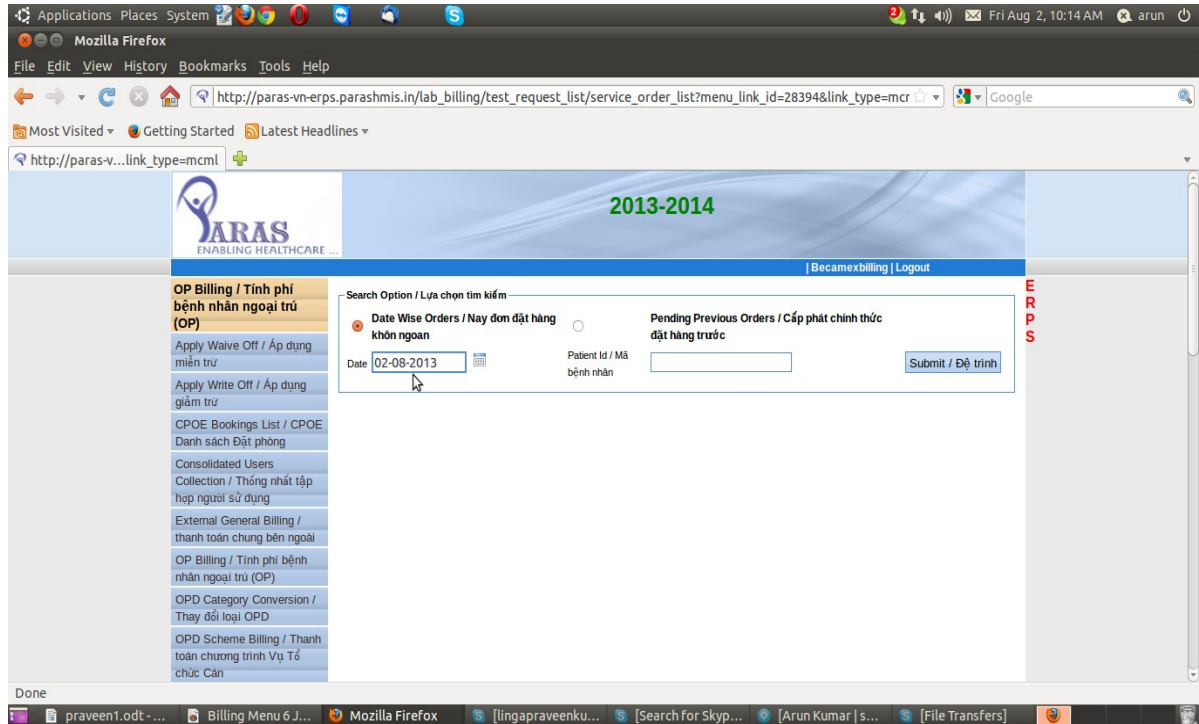 Applications Places System
2
Fri Aug 2, 10:14 AM arun
Mozilla Firefox
File Edit View History Bookmarks Tools Help
http://paras-vn-erps.parashmis.in/lab_billing/test_request_list/service_order_list?menu_link_id=28394&link_type=mcr
Google
Most Visited Getting Started Latest Headlines
http://paras-v...link_type=mcml
PARAS
ENABLING HEALTHCARE ...
2013-2014
| Becamexbilling | Logout
OP Billing / Tính phí
bệnh nhân ngoại trú
(OP)
Apply Waive Off / Áp dụng
miễn trừ
Apply Write Off / Áp dụng
giảm trừ
CPOE Bookings List / CPOE
Danh sách Đặt phòng
Consolidated Users
Collection / Thống nhất tập
hợp người sử dụng
External General Billing /
thanh toán chung bên ngoài
OP Billing / Tính phí bệnh
nhân ngoại trú (OP)
OPD Category Conversion /
Thay đổi loại OPD
OPD Scheme Billing / Thanh
toán chương trình Vụ Tổ
chức Cán
Search Option / Lựa chọn tìm kiếm
Date Wise Orders / Nay đơn đặt hàng
khôn ngoan
Pending Previous Orders / Cấp phát chính thức
đặt hàng trước
Date 02-08-2013
Patient Id / Mã
bệnh nhân
Submit / Đệ trình
E
R
P
S
Done
praveen1.odt - ...
Billing Menu 6 J...
Mozilla Firefox
[lingapraveenku...
[Search for Skyp...
[Arun Kumar | s...
[File Transfers]